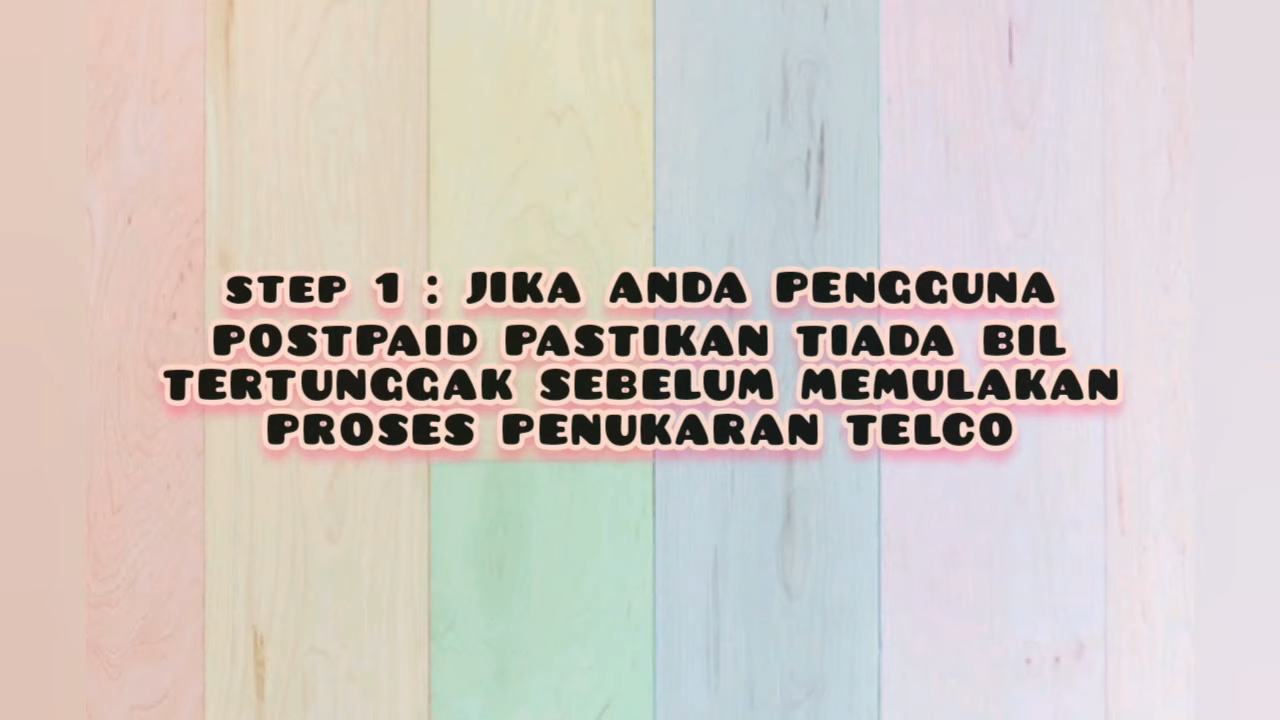 STEP 1 : JIKA ANDA PENGGUNA
POSTPAID PASTIKAN TIADA BIL
TERTUNGGAK SEBELUM MEMULAKAN
PROSES PENUKARAN TELCO